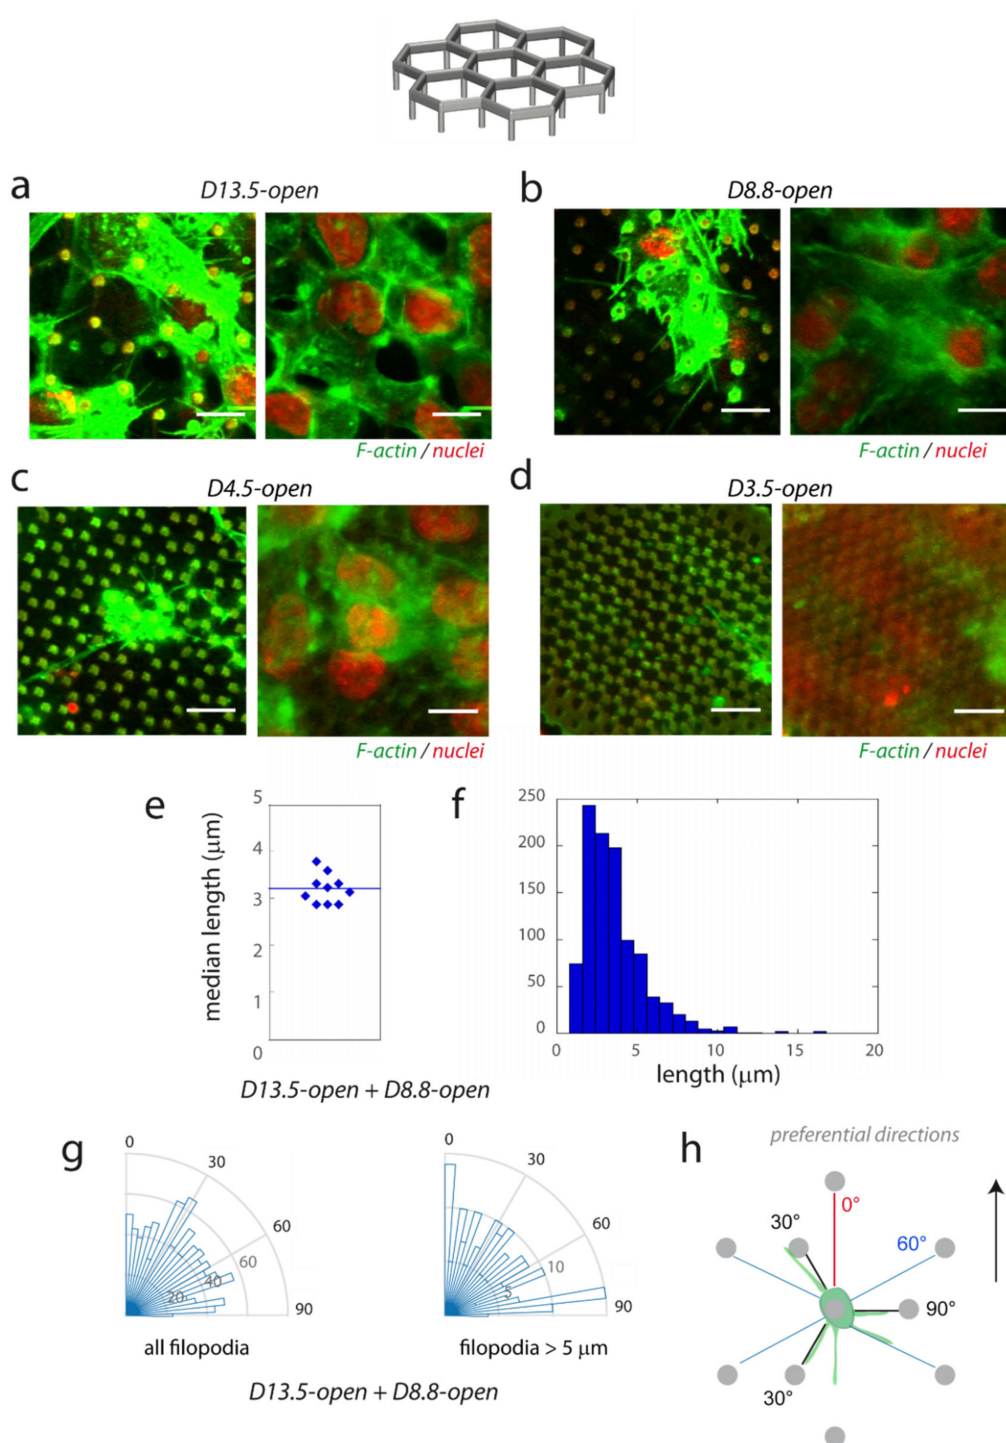 a
D13.5-open
b
D8.8-open
F-actin / nuclei
F-actin / nuclei
c
D4.5-open
d
D3.5-open
F-actin / nuclei
F-actin / nuclei
e
median length (μm)
5
4
3
2
1
0
f
250
200
150
100
50
0
0 5 10 15 20
length (μm)
D13.5-open + D8.8-open
g
0
30
60
90
20
40
60
all filopodia
0
30
60
90
5
10
filopodia > 5 μm
D13.5-open + D8.8-open
h
preferential directions
0°
30°
60°
90°
30°